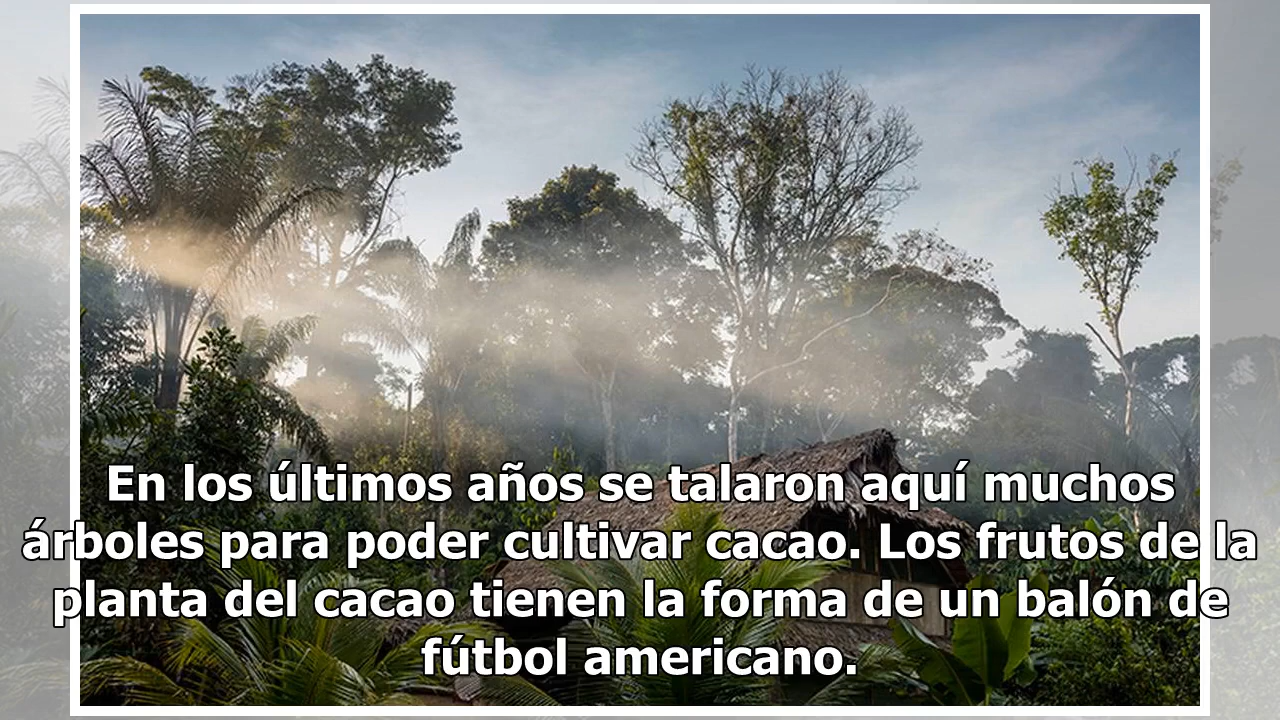 En los últimos años se talaron aquí muchos
árboles para poder cultivar cacao. Los frutos de la
planta del cacao tienen la forma de un balón de
fútbol americano.